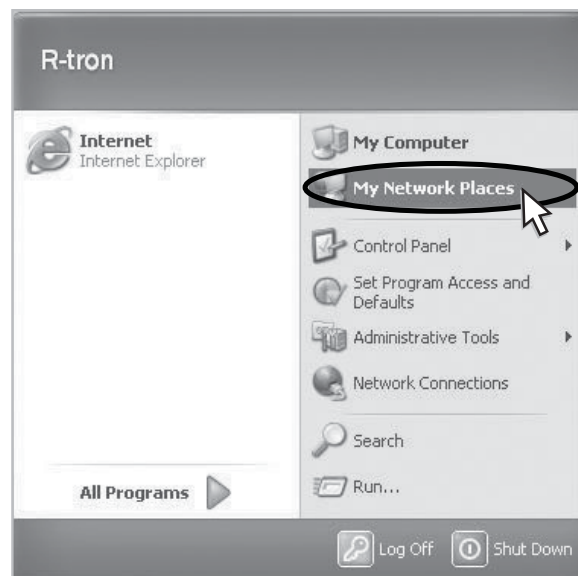 R-tron
Internet
Internet Explorer
All Programs
My Computer
My Network Places
Control Panel
Set Program Access and
Defaults
Administrative Tools
Network Connections
Search
Run...
Log Off
Shut Down